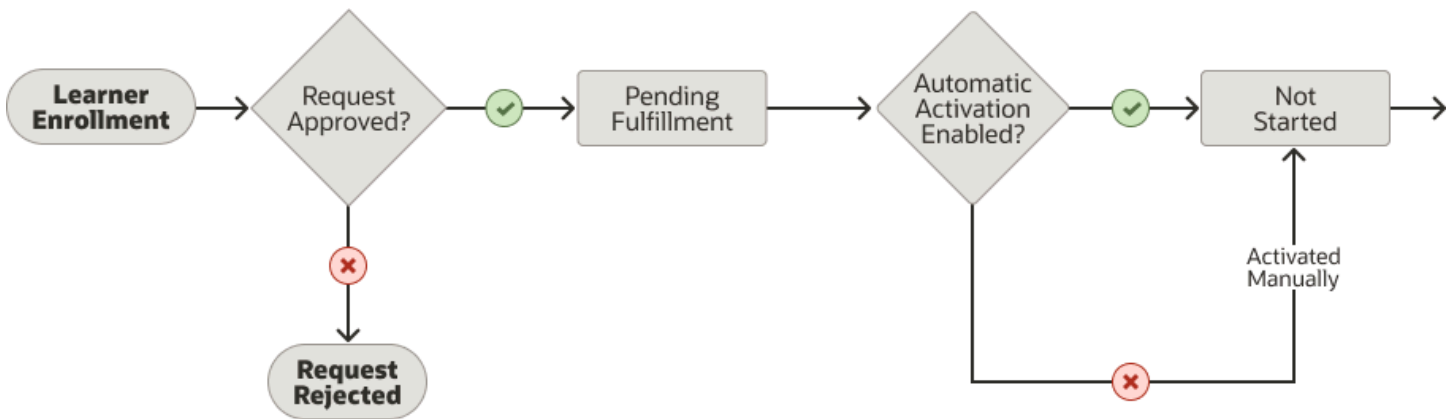 Learner
Enrollment
Request
Approved?
Pending
Fulfillment
Automatic
Activation
Enabled?
Not
Started
Activated
Manually
Request
Rejected